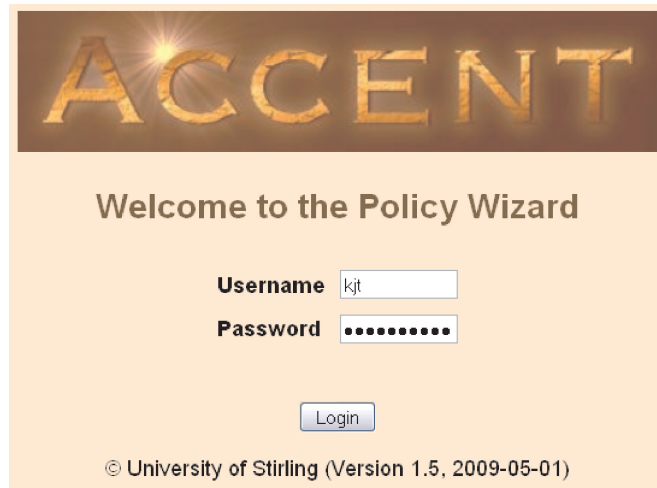 ACCENT
Welcome to the Policy Wizard
Username kjt
Password ●●●●●●●●●●
Login
© University of Stirling (Version 1.5, 2009-05-01)